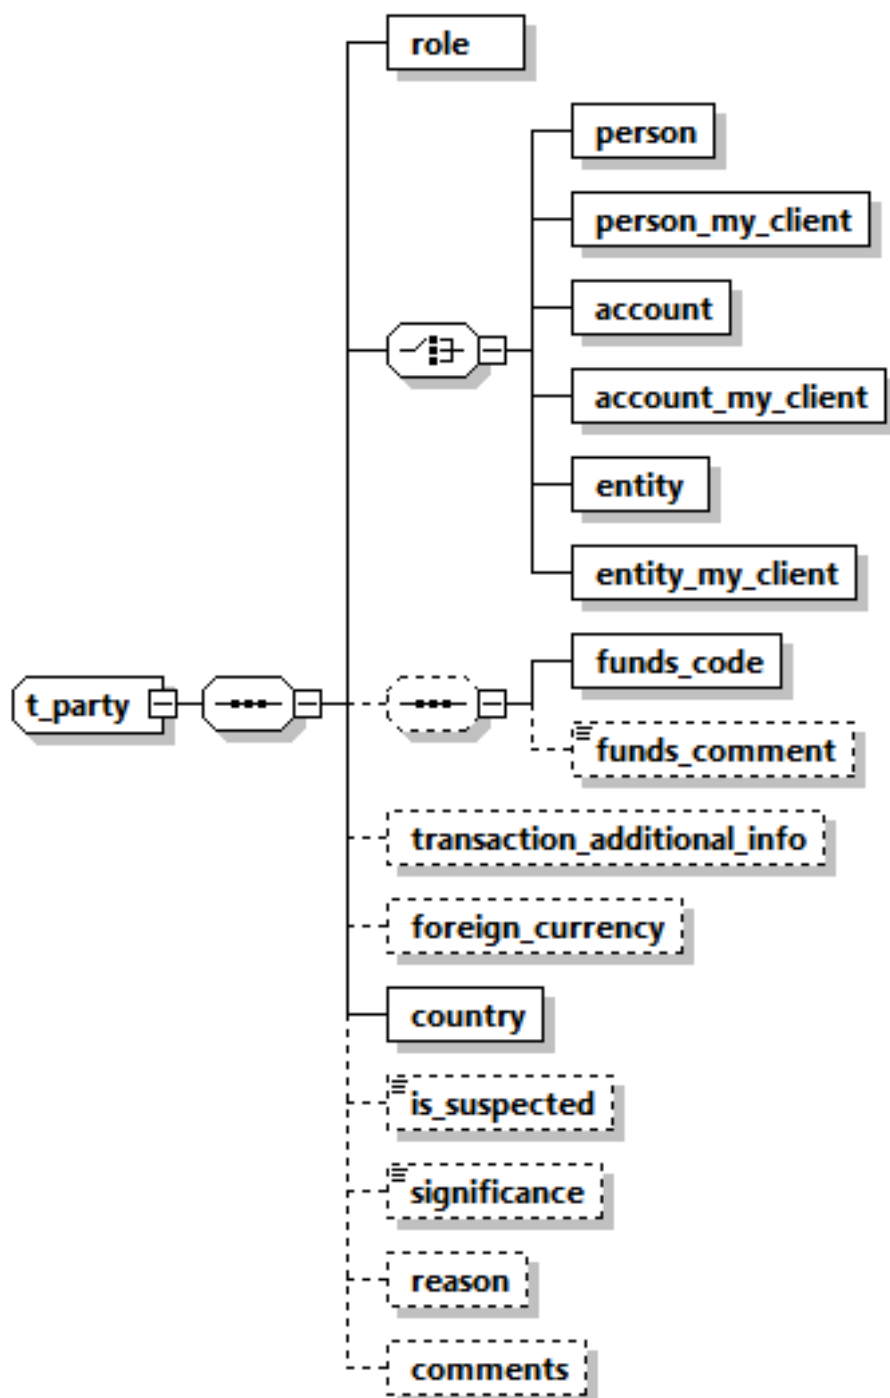 role
person
person_my_client
account
account_my_client
entity
entity_my_client
t_party
funds_code
funds_comment
transaction_additional_info
foreign_currency
country
is_suspected
significance
reason
comments